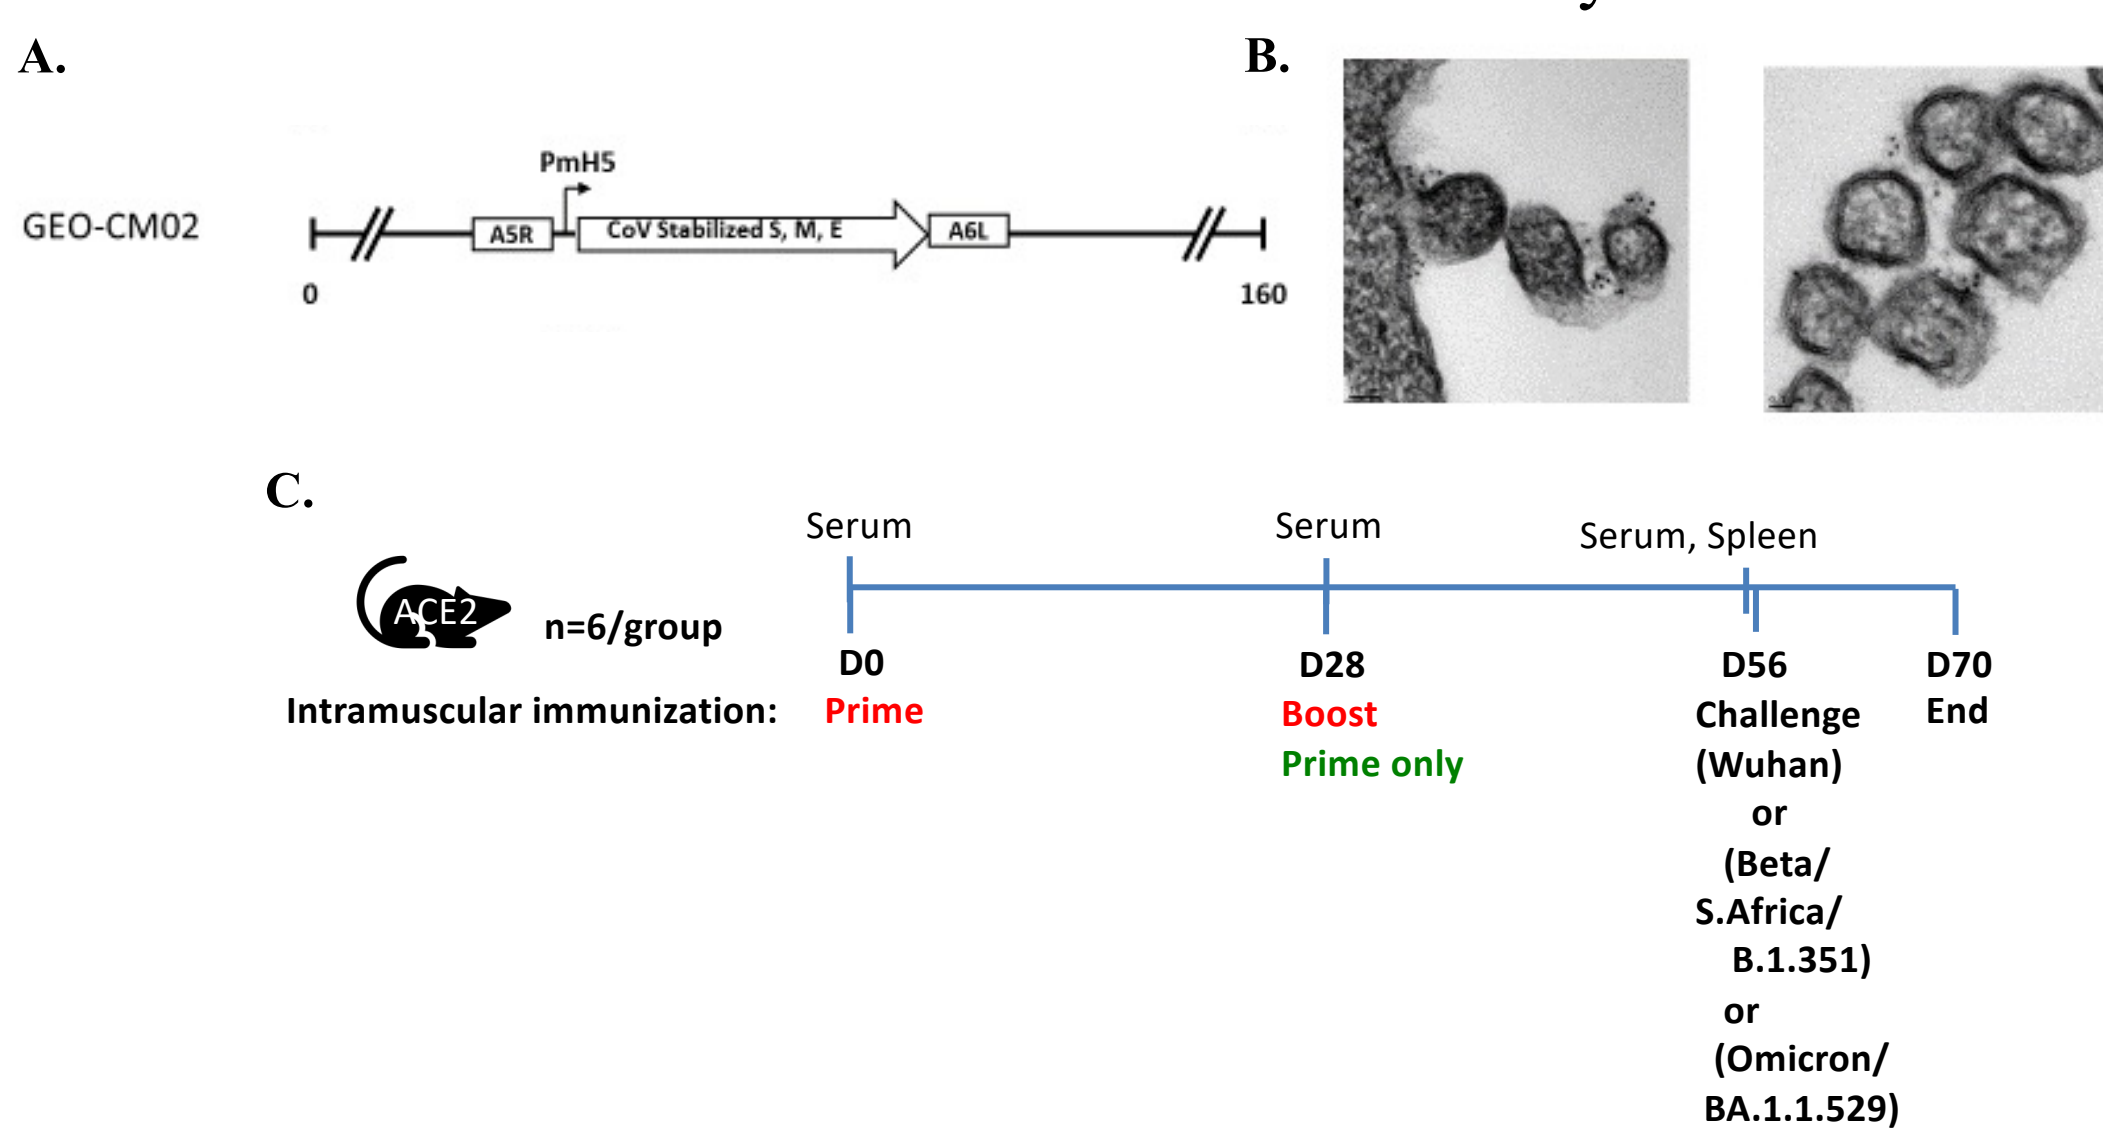 A.
B.
PmH5
GEO-CM02
A5R
CoV Stabilized S, M, E
A6L
0
160
C.
Serum
Serum
Serum, Spleen
ACE2
n=6/group
D0
D28
D56
D70
Intramuscular immunization:
Prime
Boost
Challenge
End
Prime only
(Wuhan)
or
(Beta/
S.Africa/
B.1.351)
or
(Omicron/
BA.1.1.529)